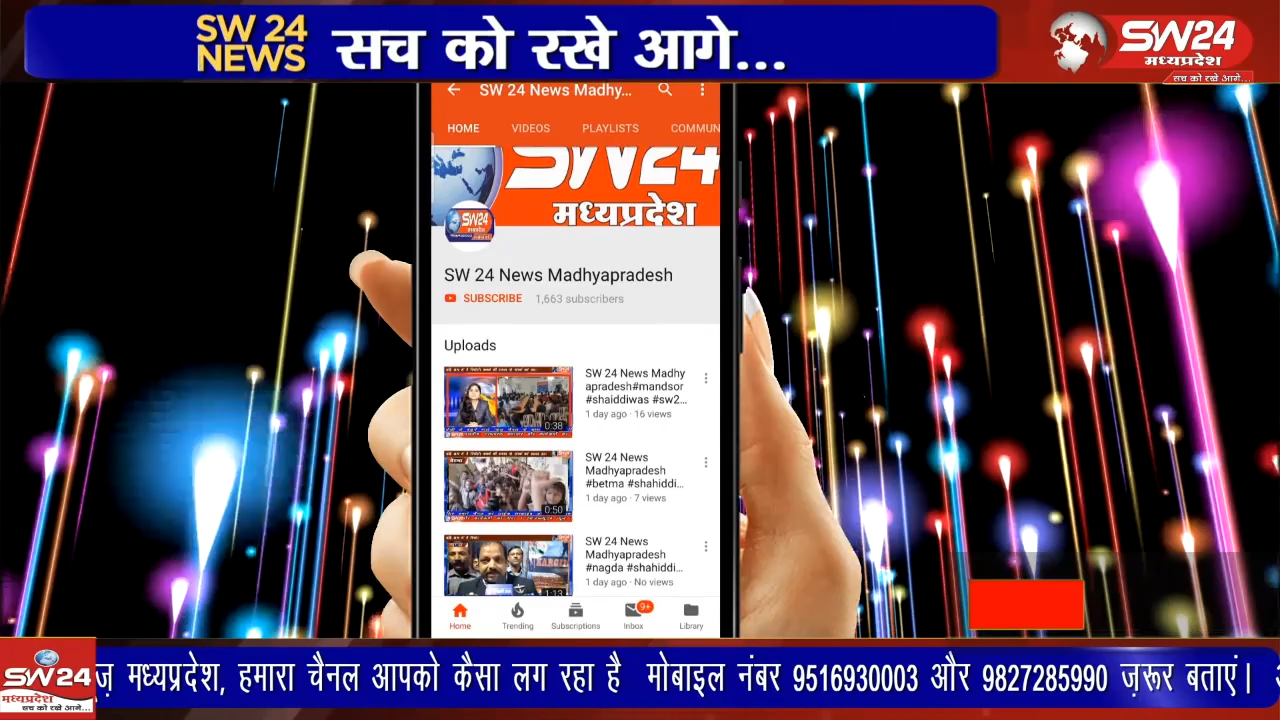 SW 24
NEWS
सच को रखे आगे...
SW24
मध्यप्रदेश
सच को रखे आगे...
SW 24 News Madhy...
HOME VIDEOS PLAYLISTS COMMUN
SW24
मध्यप्रदेश
SW24
SW 24 News Madhyapradesh
SUBSCRIBE 1,663 subscribers
Uploads
SW 24 News Madhy
apradesh#mandsor
#shaiddiwas #sw2...
1 day ago · 16 views
0:38
SW 24 News
Madhyapradesh
#betma #shahiddi...
1 day ago · 7 views
0:50
SW 24 News
Madhyapradesh
#nagda #shahiddi...
1 day ago · No views
1:13
9+
Home Trending Subscriptions Inbox Library
SW24
मध्यप्रदेश
सच को रखे आगे...
ज़ मध्यप्रदेश, हमारा चैनल आपको कैसा लग रहा है मोबाइल नंबर 9516930003 और 9827285990 ज़रूर बताएं।